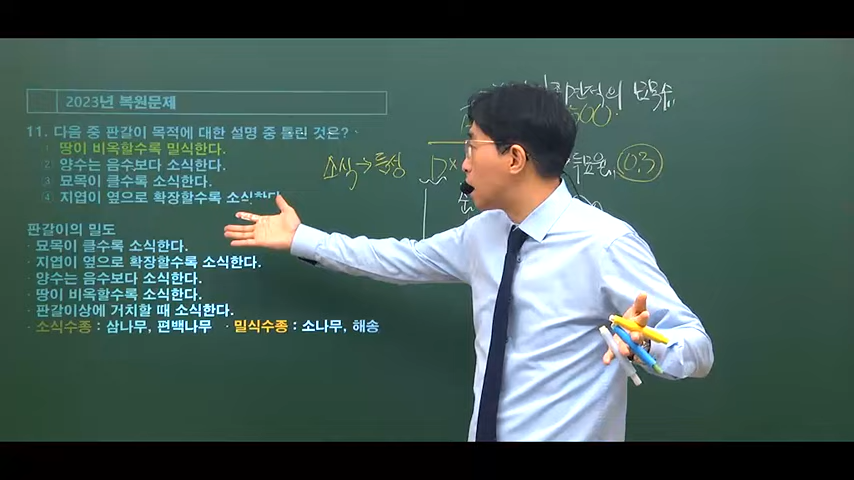 2023년 복원문제
11. 다음 중 판갈이 목적에 대한 설명 중 틀린 것은?
① 땅이 비옥할수록 밀식한다.
② 양수는 음수보다 소식한다.
③ 묘목이 클수록 소식한다.
④ 지엽이 옆으로 확장할수록 소식한다.
판갈이의 밀도
· 묘목이 클수록 소식한다.
· 지엽이 옆으로 확장할수록 소식한다.
· 양수는 음수보다 소식한다.
· 땅이 비옥할수록 소식한다.
· 판갈이상에 거치할 때 소식한다.
· 소식수종 : 삼나무, 편백나무 · 밀식수종 : 소나무, 해송
소식→특성
묘목수
500
0.3